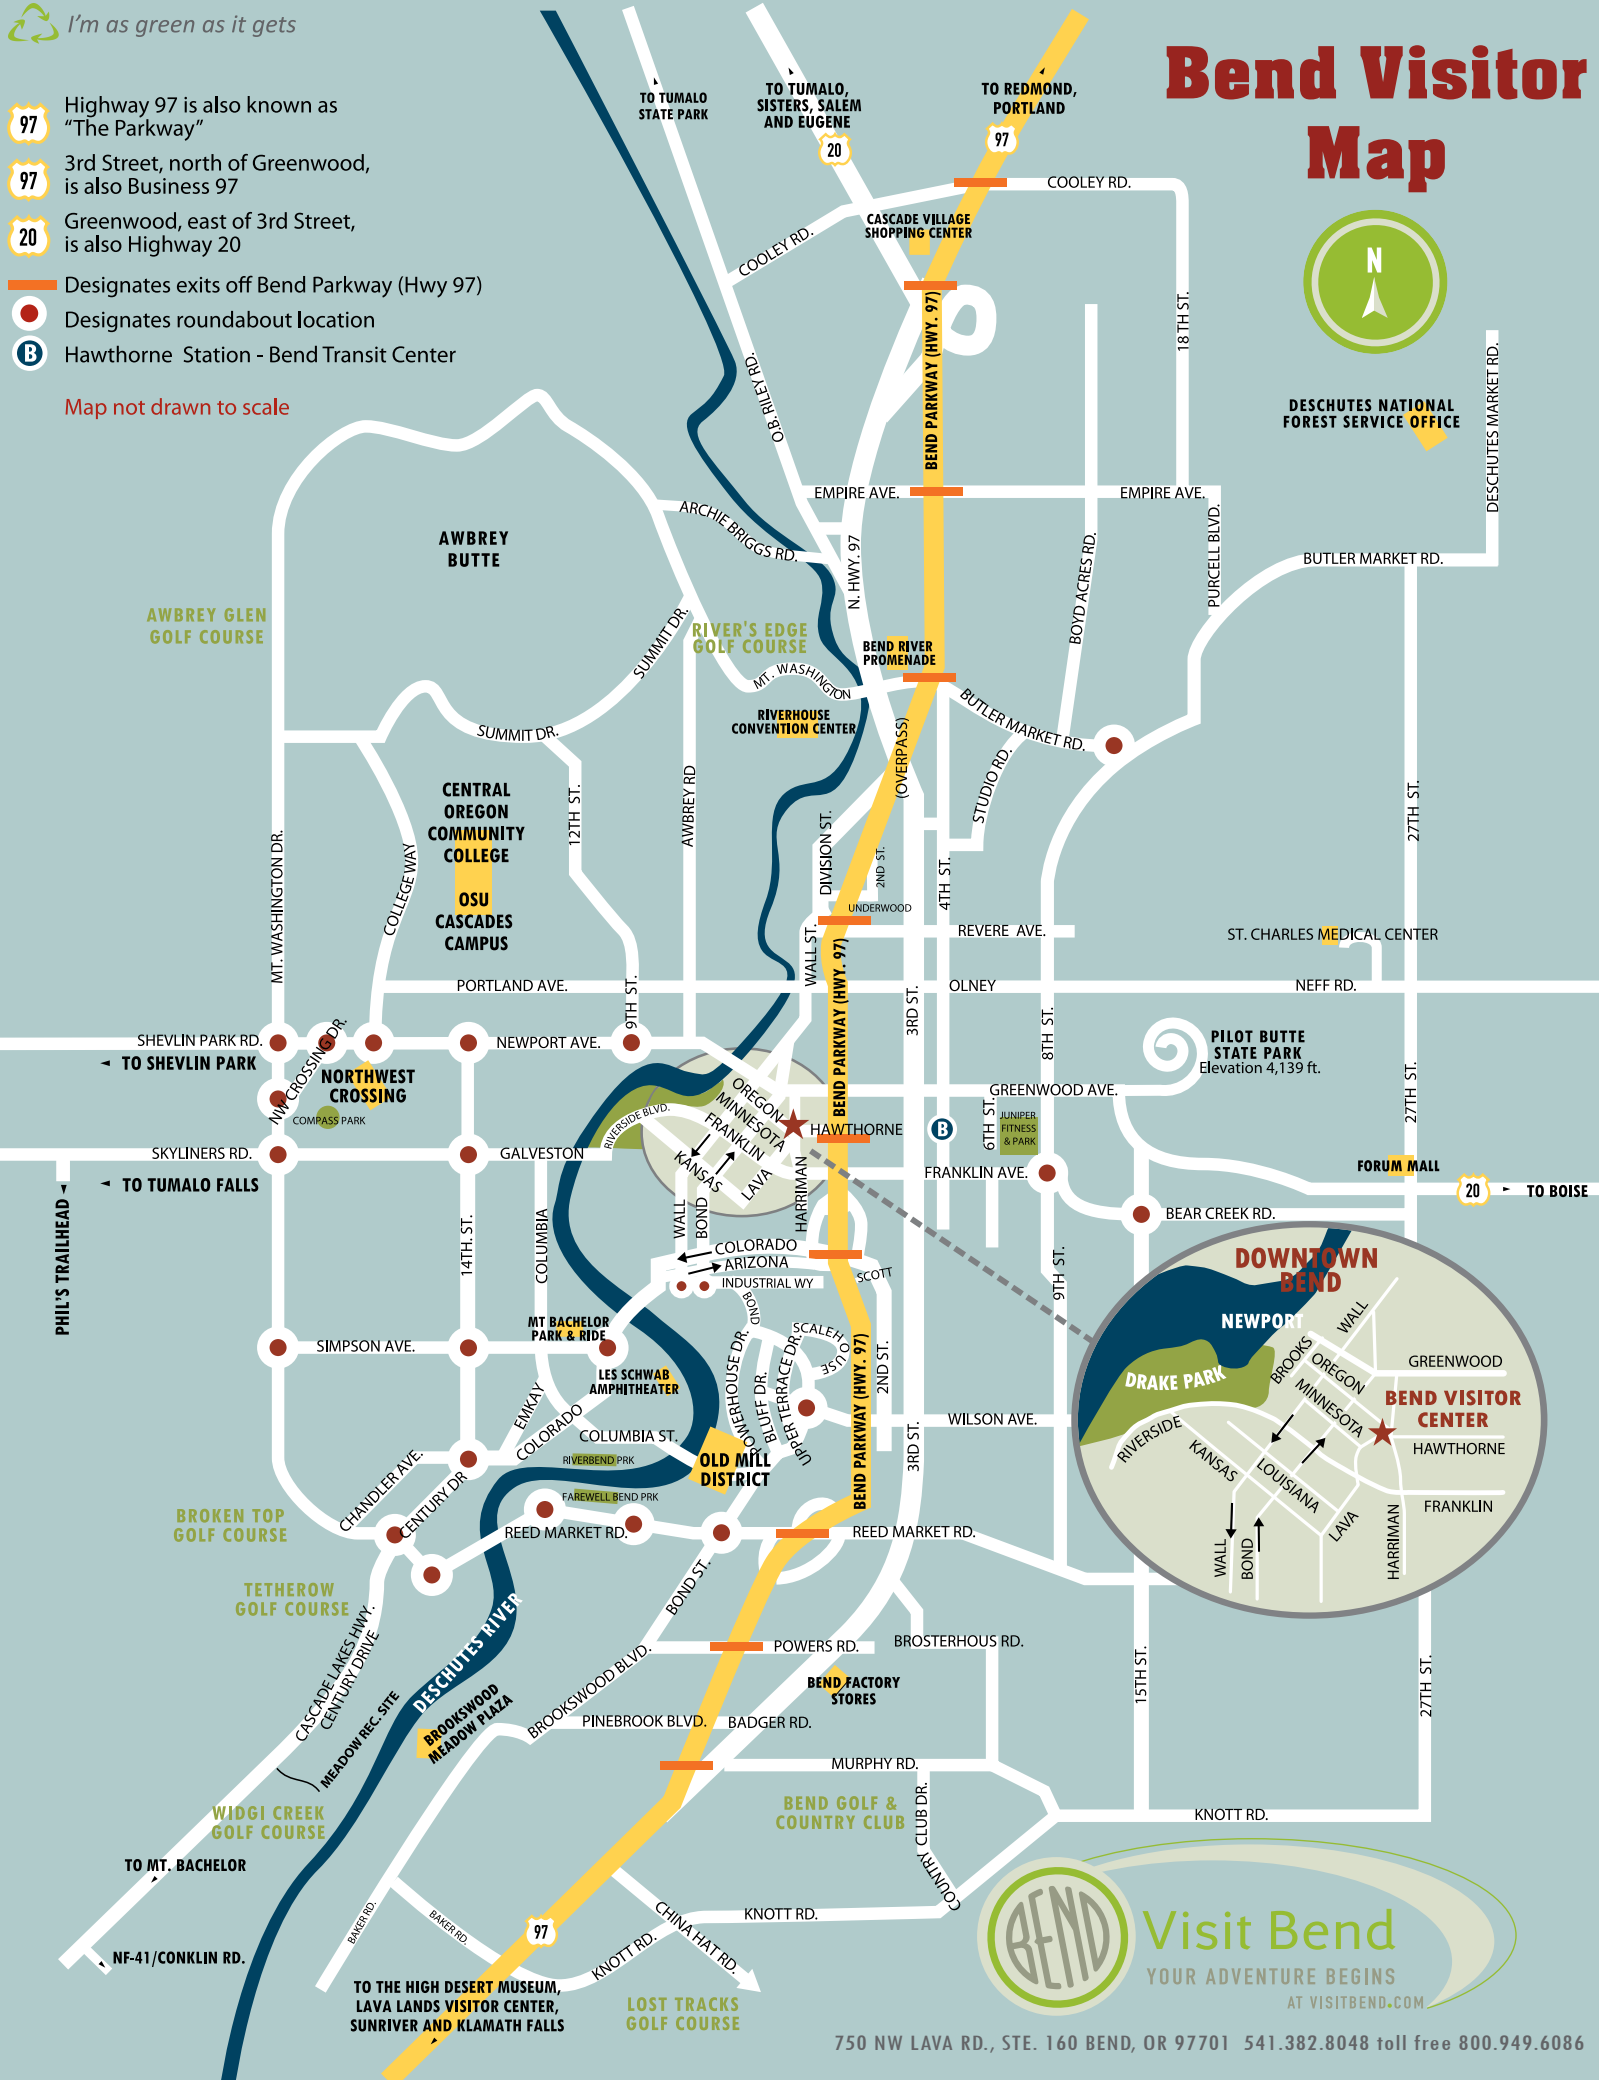 I'm as green as it gets
97
Highway 97 is also known as
“The Parkway”
97
3rd Street, north of Greenwood,
is also Business 97
20
Greenwood, east of 3rd Street,
is also Highway 20
Designates exits off Bend Parkway (Hwy 97)
Designates roundabout location
B
Hawthorne Station - Bend Transit Center
Map not drawn to scale
Bend Visitor
Map
N
TO TUMALO
STATE PARK
TO TUMALO,
SISTERS, SALEM
AND EUGENE
20
TO REDMOND,
PORTLAND
97
COOLEY RD.
CASCADE VILLAGE
SHOPPING CENTER
COOLEY RD.
18TH ST.
BEND PARKWAY (HWY. 97)
O.B. RILEY RD.
DESCHUTES NATIONAL
FOREST SERVICE OFFICE
DESCHUTES MARKET RD.
EMPIRE AVE.
EMPIRE AVE.
ARCHIE BRIGGS RD.
N. HWY. 97
BOYD ACRES RD.
PURCELL BLVD.
BUTLER MARKET RD.
AWBREY
BUTTE
AWBREY GLEN
GOLF COURSE
SUMMIT DR.
RIVER'S EDGE
GOLF COURSE
BEND RIVER
PROMENADE
MT. WASHINGTON
BUTLER MARKET RD.
RIVERHOUSE
CONVENTION CENTER
SUMMIT DR.
(OVERPASS)
STUDIO RD.
27TH ST.
CENTRAL
OREGON
COMMUNITY
COLLEGE
OSU
CASCADES
CAMPUS
12TH ST.
AWBREY RD
MT. WASHINGTON DR.
COLLEGE WAY
DIVISION ST.
2ND ST.
4TH ST.
UNDERWOOD
REVERE AVE.
WALL ST.
BEND PARKWAY (HWY. 97)
ST. CHARLES MEDICAL CENTER
PORTLAND AVE.
OLNEY
NEFF RD.
9TH ST.
3RD ST.
8TH ST.
SHEVLIN PARK RD.
NEWPORT AVE.
TO SHEVLIN PARK
NW CROSSING DR.
NORTHWEST
CROSSING
COMPASS PARK
PILOT BUTTE
STATE PARK
Elevation 4,139 ft.
GREENWOOD AVE.
27TH ST.
OREGON
MINNESOTA
FRANKLIN
KANSAS
LAVA
RIVERSIDE BLVD.
HAWTHORNE
B
6TH ST.
JUNIPER
FITNESS
& PARK
SKYLINERS RD.
GALVESTON
TO TUMALO FALLS
PHIL'S TRAILHEAD
FRANKLIN AVE.
FORUM MALL
20
TO BOISE
BEAR CREEK RD.
WALL
BOND
HARRIMAN
14TH. ST.
COLUMBIA
COLORADO
ARIZONA
INDUSTRIAL WY
SCOTT
9TH ST.
BOND
MT BACHELOR
PARK & RIDE
SIMPSON AVE.
SCALEHOUSE
LES SCHWAB
AMPHITHEATER
POWERHOUSE DR.
BLUFF DR.
UPPER TERRACE DR.
2ND ST.
BEND PARKWAY (HWY. 97)
EMKAY
COLORADO
COLUMBIA ST.
WILSON AVE.
3RD ST.
RIVERBEND PRK
OLD MILL
DISTRICT
CHANDLER AVE.
CENTURY DR
FAREWELL BEND PRK
BROKEN TOP
GOLF COURSE
REED MARKET RD.
REED MARKET RD.
DOWNTOWN
BEND
NEWPORT
WALL
BROOKS
OREGON
GREENWOOD
DRAKE PARK
MINNESOTA
BEND VISITOR
CENTER
RIVERSIDE
KANSAS
HAWTHORNE
LOUISIANA
FRANKLIN
LAVA
WALL
BOND
HARRIMAN
TETHEROW
GOLF COURSE
BOND ST.
DESCHUTES RIVER
CASCADE LAKES HWY.
CENTURY DRIVE
POWERS RD.
BROSTERHOUS RD.
BROOKSWOOD BLVD.
BEND FACTORY
STORES
15TH ST.
27TH ST.
MEADOW REC. SITE
BROOKSWOOD
MEADOW PLAZA
PINEBROOK BLVD.
BADGER RD.
MURPHY RD.
WIDGI CREEK
GOLF COURSE
BEND GOLF &
COUNTRY CLUB
COUNTRY CLUB DR.
KNOTT RD.
TO MT. BACHELOR
BAKER RD.
BAKER RD.
97
CHINA HAT RD.
KNOTT RD.
KNOTT RD.
NF-41/CONKLIN RD.
TO THE HIGH DESERT MUSEUM,
LAVA LANDS VISITOR CENTER,
SUNRIVER AND KLAMATH FALLS
LOST TRACKS
GOLF COURSE
BEND
Visit Bend
YOUR ADVENTURE BEGINS
AT VISITBEND.COM
750 NW LAVA RD., STE. 160 BEND, OR 97701 541.382.8048 toll free 800.949.6086